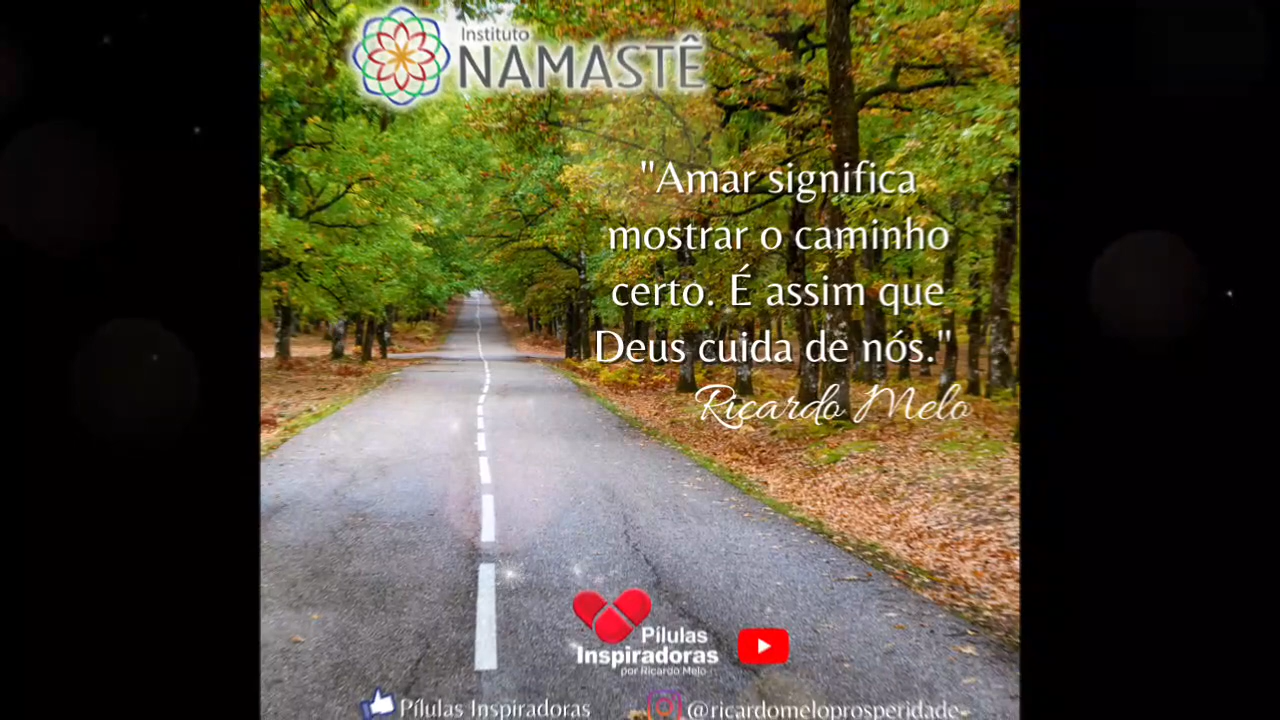 Instituto
NAMASTÊ
"Amar significa
mostrar o caminho
certo. É assim que
Deus cuida de nós."
Ricardo Melo
Pílulas
Inspiradoras
por Ricardo Melo
Pílulas Inspiradoras
@ricardomeloprosperidade